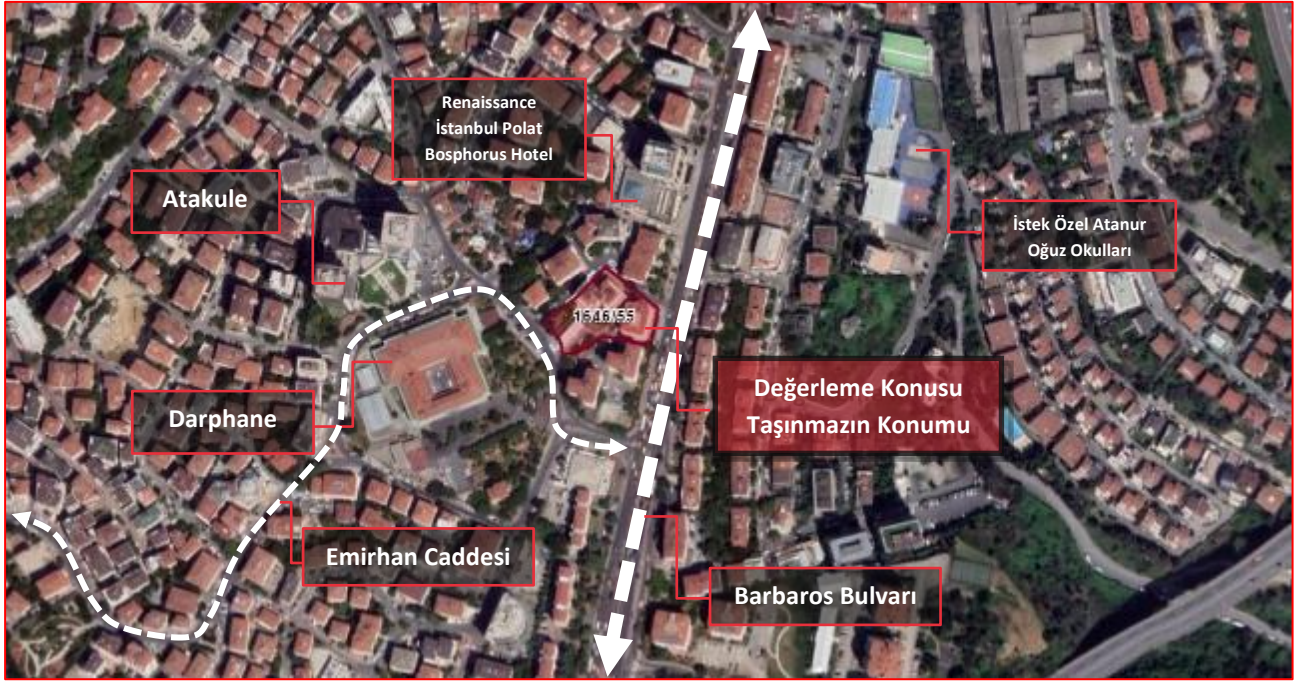 Renaissance
İstanbul Polat
Bosphorus Hotel
Atakule
İstek Özel Atanur
Oğuz Okulları
1646/55
Değerleme Konusu
Taşınmazın Konumu
Darphane
Emirhan Caddesi
Barbaros Bulvarı